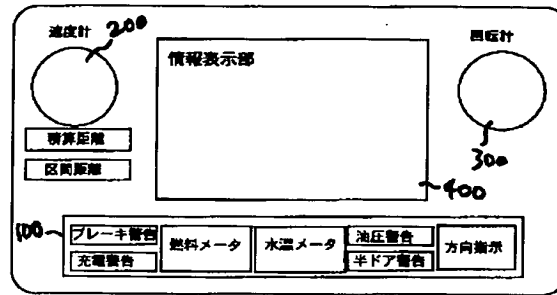 速度計
200
回転計
情報表示部
積算距離
区間距離
300
400
100
ブレーキ警告
燃料メータ
水温メータ
油圧警告
方向指示
充電警告
半ドア警告